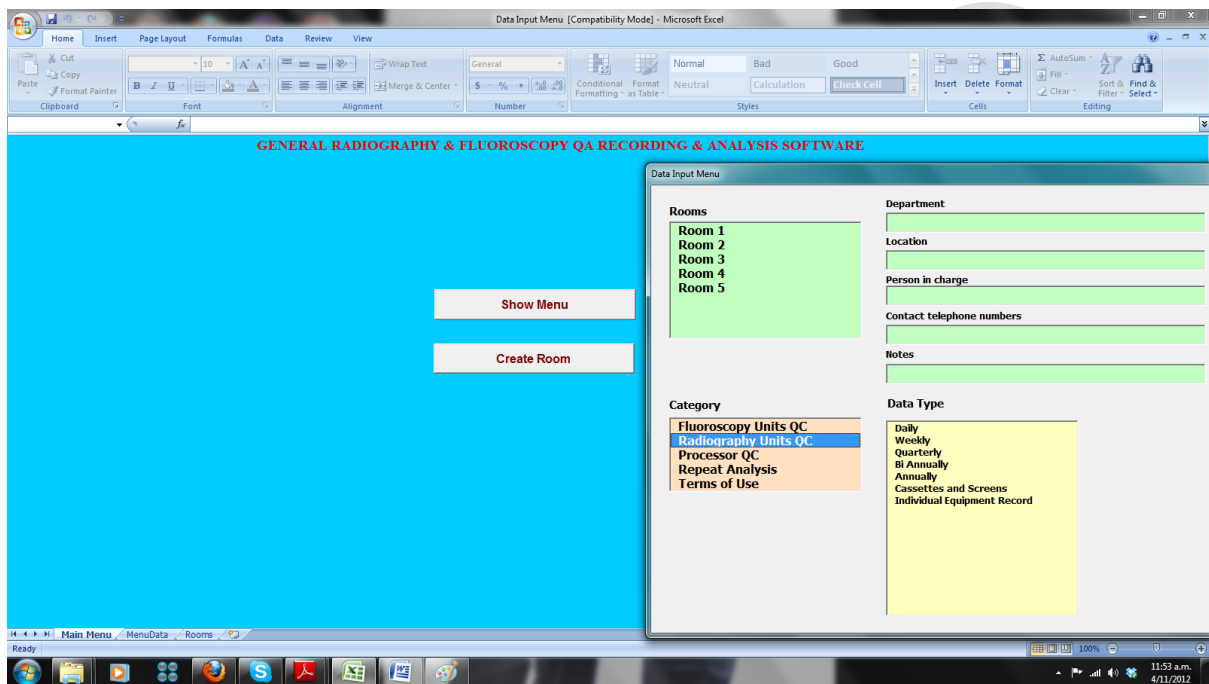 Data Input Menu [Compatibility Mode] - Microsoft Excel
Home Insert Page Layout Formulas Data Review View
Cut
Copy
Format Painter
Paste
Clipboard
10
A A
B I U A
Font
Wrap Text
Merge & Center
Alignment
General
$ % ,
Number
Conditional Formatting
Format as Table
Normal Bad Good
Neutral Calculation Check Cell
Styles
Insert Delete Format
Cells
Σ AutoSum
Fill
Clear
Sort & Filter
Find & Select
Editing
fx
GENERAL RADIOGRAPHY & FLUOROSCOPY QA RECORDING & ANALYSIS SOFTWARE
Show Menu
Create Room
Data Input Menu
Rooms
Room 1
Room 2
Room 3
Room 4
Room 5
Department
Location
Person in charge
Contact telephone numbers
Notes
Category
Fluoroscopy Units QC
Radiography Units QC
Processor QC
Repeat Analysis
Terms of Use
Data Type
Daily
Weekly
Quarterly
Bi Annually
Annually
Cassettes and Screens
Individual Equipment Record
Main Menu MenuData Rooms
Ready
100%
11:53 a.m.
4/11/2012